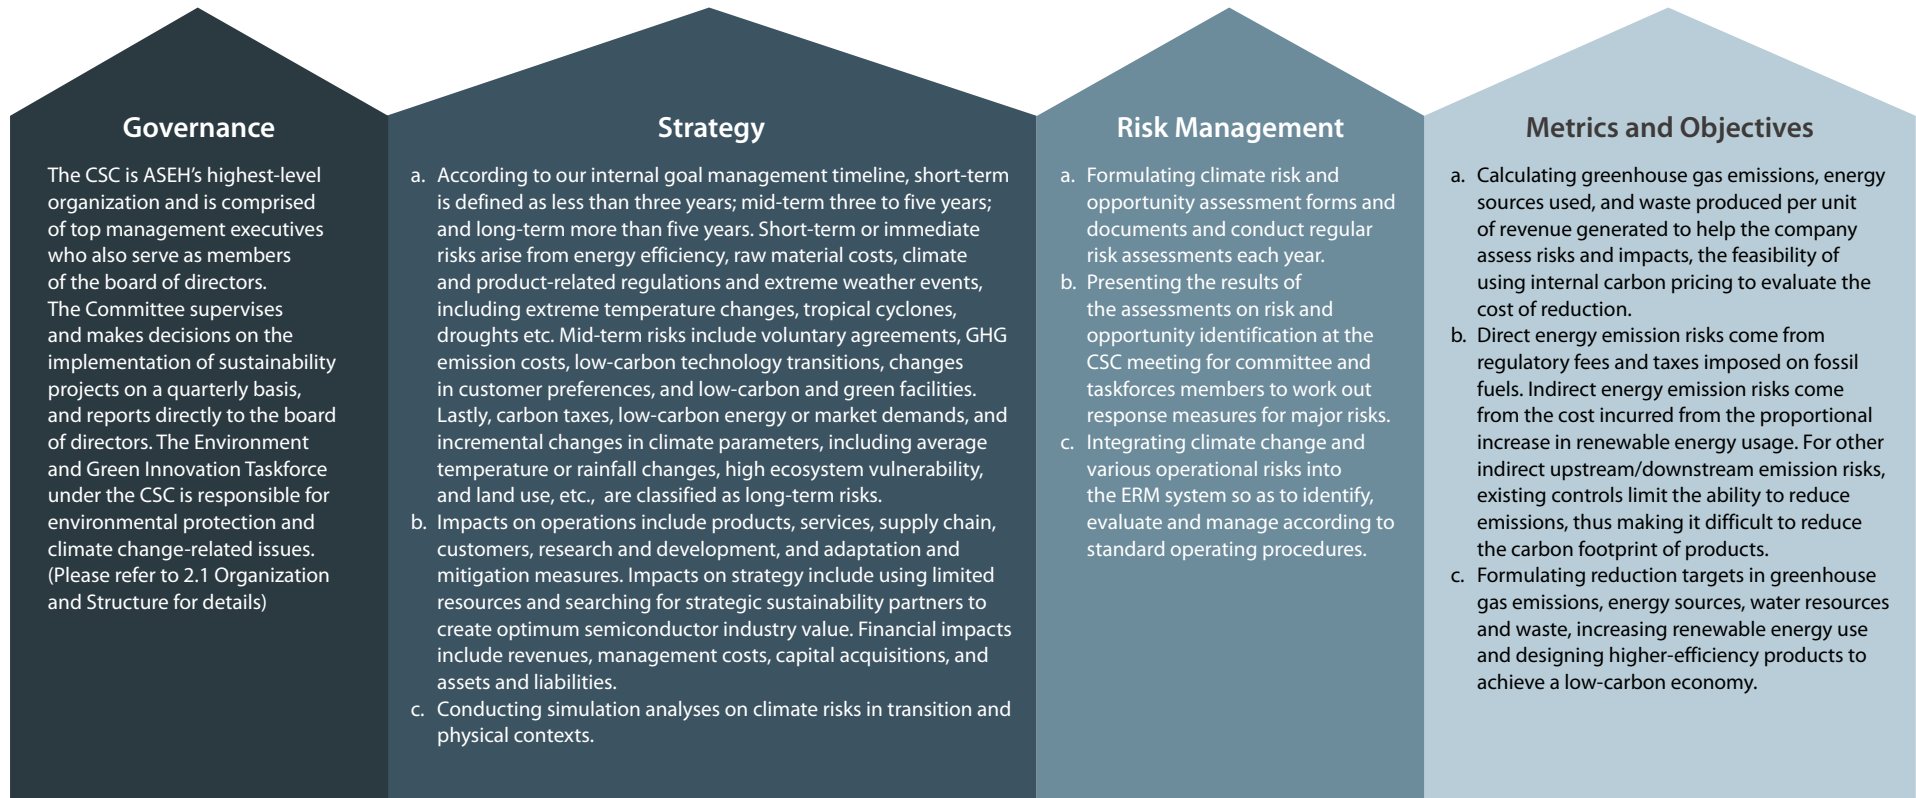 Governance
The CSC is ASEH’s highest-level
organization and is comprised
of top management executives
who also serve as members
of the board of directors.
The Committee supervises
and makes decisions on the
implementation of sustainability
projects on a quarterly basis,
and reports directly to the board
of directors. The Environment
and Green Innovation Taskforce
under the CSC is responsible for
environmental protection and
climate change-related issues.
(Please refer to 2.1 Organization
and Structure for details)
Strategy
a. According to our internal goal management timeline, short-term
is defined as less than three years; mid-term three to five years;
and long-term more than five years. Short-term or immediate
risks arise from energy efficiency, raw material costs, climate
and product-related regulations and extreme weather events,
including extreme temperature changes, tropical cyclones,
droughts etc. Mid-term risks include voluntary agreements, GHG
emission costs, low-carbon technology transitions, changes
in customer preferences, and low-carbon and green facilities.
Lastly, carbon taxes, low-carbon energy or market demands, and
incremental changes in climate parameters, including average
temperature or rainfall changes, high ecosystem vulnerability,
and land use, etc., are classified as long-term risks.
b. Impacts on operations include products, services, supply chain,
customers, research and development, and adaptation and
mitigation measures. Impacts on strategy include using limited
resources and searching for strategic sustainability partners to
create optimum semiconductor industry value. Financial impacts
include revenues, management costs, capital acquisitions, and
assets and liabilities.
c. Conducting simulation analyses on climate risks in transition and
physical contexts.
Risk Management
a. Formulating climate risk and
opportunity assessment forms and
documents and conduct regular
risk assessments each year.
b. Presenting the results of
the assessments on risk and
opportunity identification at the
CSC meeting for committee and
taskforces members to work out
response measures for major risks.
c. Integrating climate change and
various operational risks into
the ERM system so as to identify,
evaluate and manage according to
standard operating procedures.
Metrics and Objectives
a. Calculating greenhouse gas emissions, energy
sources used, and waste produced per unit
of revenue generated to help the company
assess risks and impacts, the feasibility of
using internal carbon pricing to evaluate the
cost of reduction.
b. Direct energy emission risks come from
regulatory fees and taxes imposed on fossil
fuels. Indirect energy emission risks come
from the cost incurred from the proportional
increase in renewable energy usage. For other
indirect upstream/downstream emission risks,
existing controls limit the ability to reduce
emissions, thus making it difficult to reduce
the carbon footprint of products.
c. Formulating reduction targets in greenhouse
gas emissions, energy sources, water resources
and waste, increasing renewable energy use
and designing higher-efficiency products to
achieve a low-carbon economy.